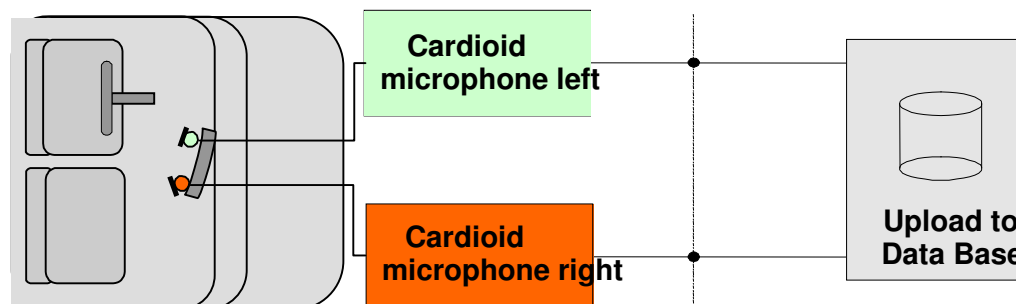 Cardioid
microphone left
Cardioid
microphone right
Upload to
Data Base